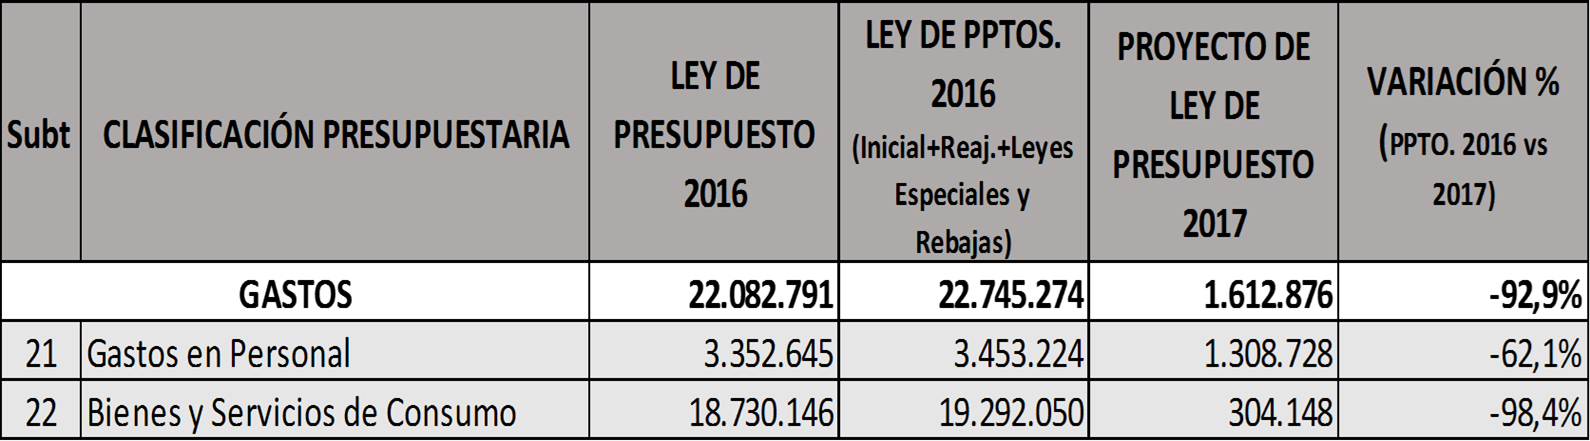 Subt
CLASIFICACIÓN PRESUPUESTARIA
LEY DE
PRESUPUESTO
2016
LEY DE PPTOS.
2016
(Inicial+Reaj.+Leyes
Especiales y
Rebajas)
PROYECTO DE
LEY DE
PRESUPUESTO
2017
VARIACIÓN %
(PPTO. 2016 vs
2017)
GASTOS 22.082.791 22.745.274 1.612.876 -92,9%
21 Gastos en Personal 3.352.645 3.453.224 1.308.728 -62,1%
22 Bienes y Servicios de Consumo 18.730.146 19.292.050 304.148 -98,4%